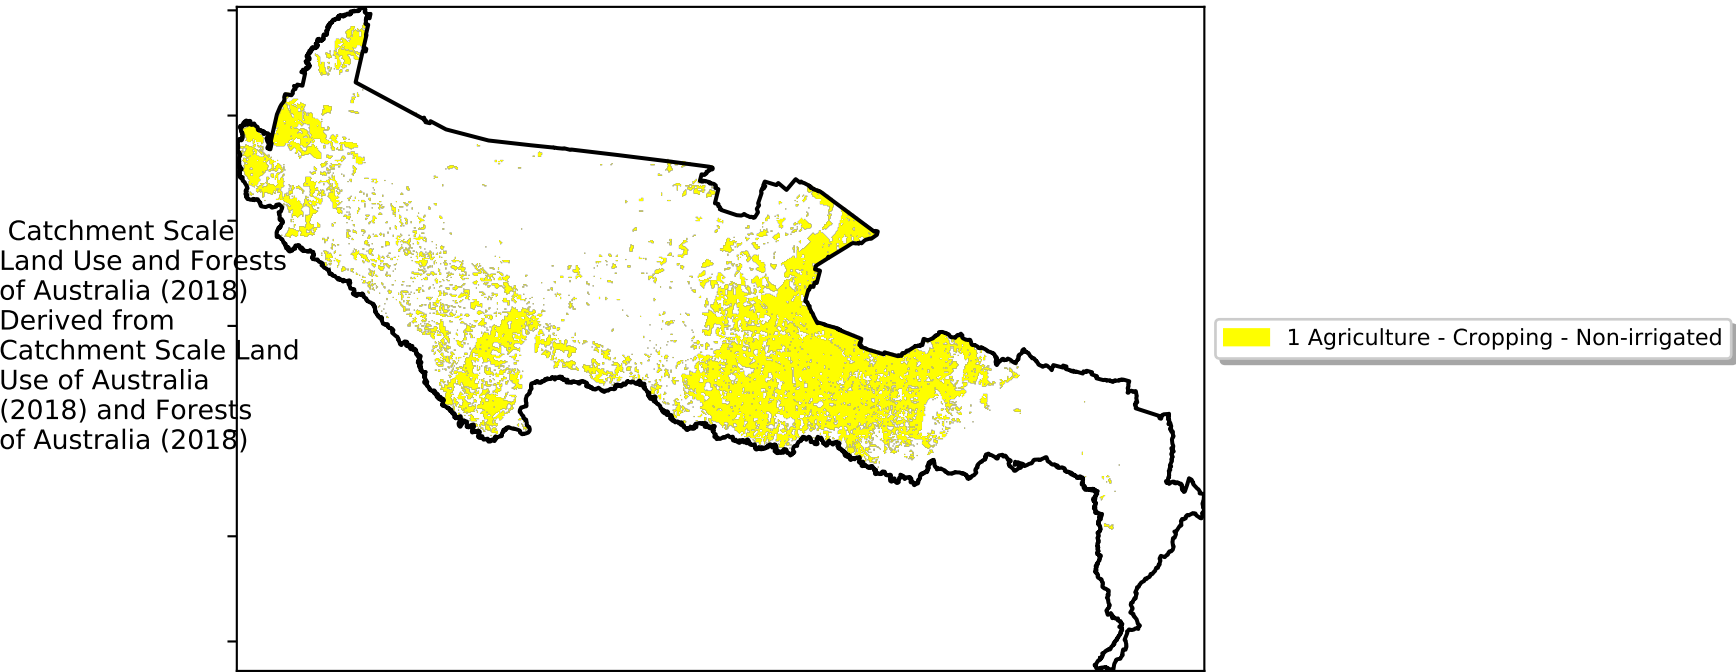 Catchment Scale
Land Use and Forests
of Australia (2018)
Derived from
Catchment Scale Land
Use of Australia
(2018) and Forests
of Australia (2018)
1 Agriculture - Cropping - Non-irrigated